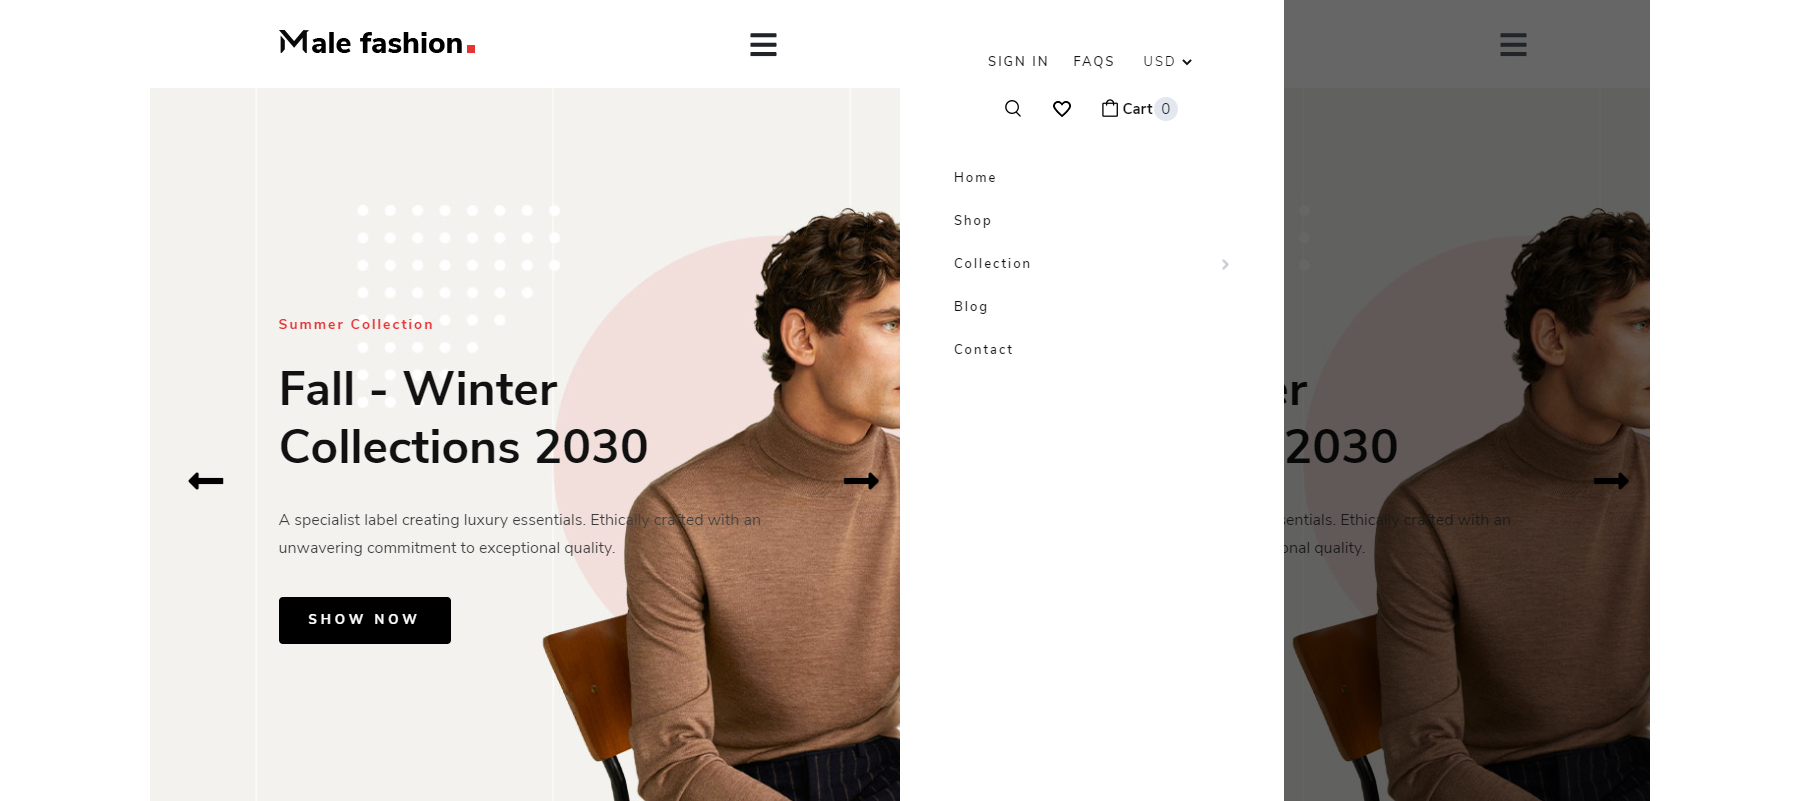 Male fashion.
Summer Collection
Fall - Winter
Collections 2030
A specialist label creating luxury essentials. Ethically crafted with an
unwavering commitment to exceptional quality.
SHOW NOW
SIGN IN FAQS USD
Cart 0
Home
Shop
Collection
Blog
Contact
2030
Ethically crafted with an
quality.